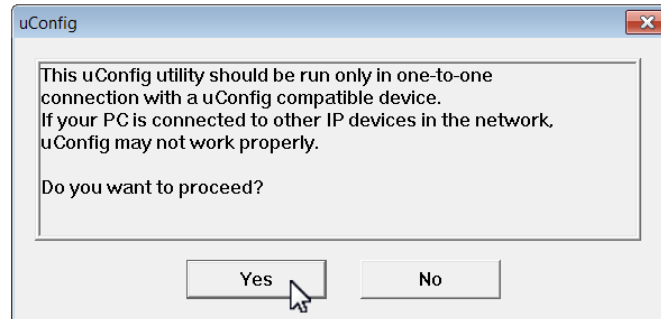 uConfig
This uConfig utility should be run only in one-to-one
connection with a uConfig compatible device.
If your PC is connected to other IP devices in the network,
uConfig may not work properly.
Do you want to proceed?
Yes
No